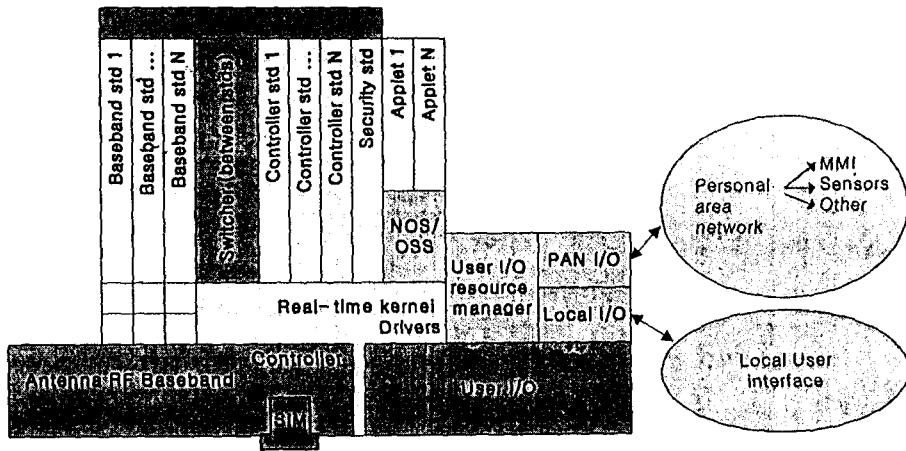 Baseband std 1
Baseband std ...
Baseband std N
Switcher (between stds)
Controller std 1
Controller std ...
Controller std N
Security std
Applet 1
Applet N
NOS/
OSS
User I/O
resource
manager
PAN I/O
Local I/O
Real-time kernel
Drivers
Antenna RF Baseband
Controller
SIM
User I/O
Personal
area
network
MMI
Sensors
Other
Local User
Interface